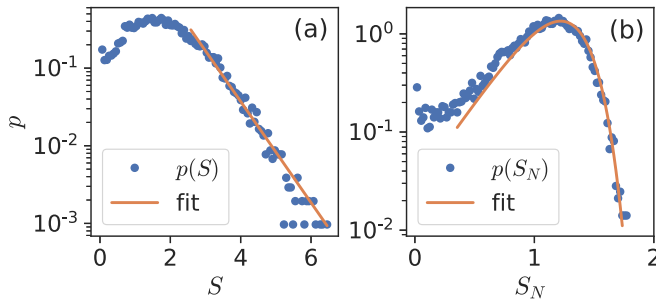 (a)
10^{-1}
10^{-2}
10^{-3}
p
p(S)
fit
0
2
4
6
S
(b)
10^{0}
10^{-1}
10^{-2}
p(S_N)
fit
0
1
2
S_N